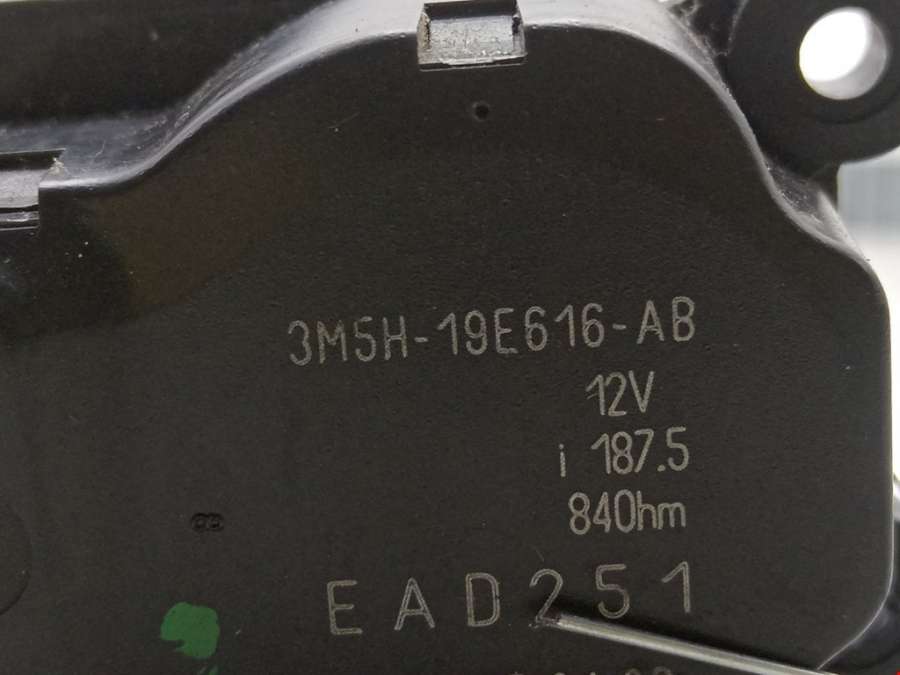 3M5H-19E616-AB
12V
i 187.5
840hm
EAD251